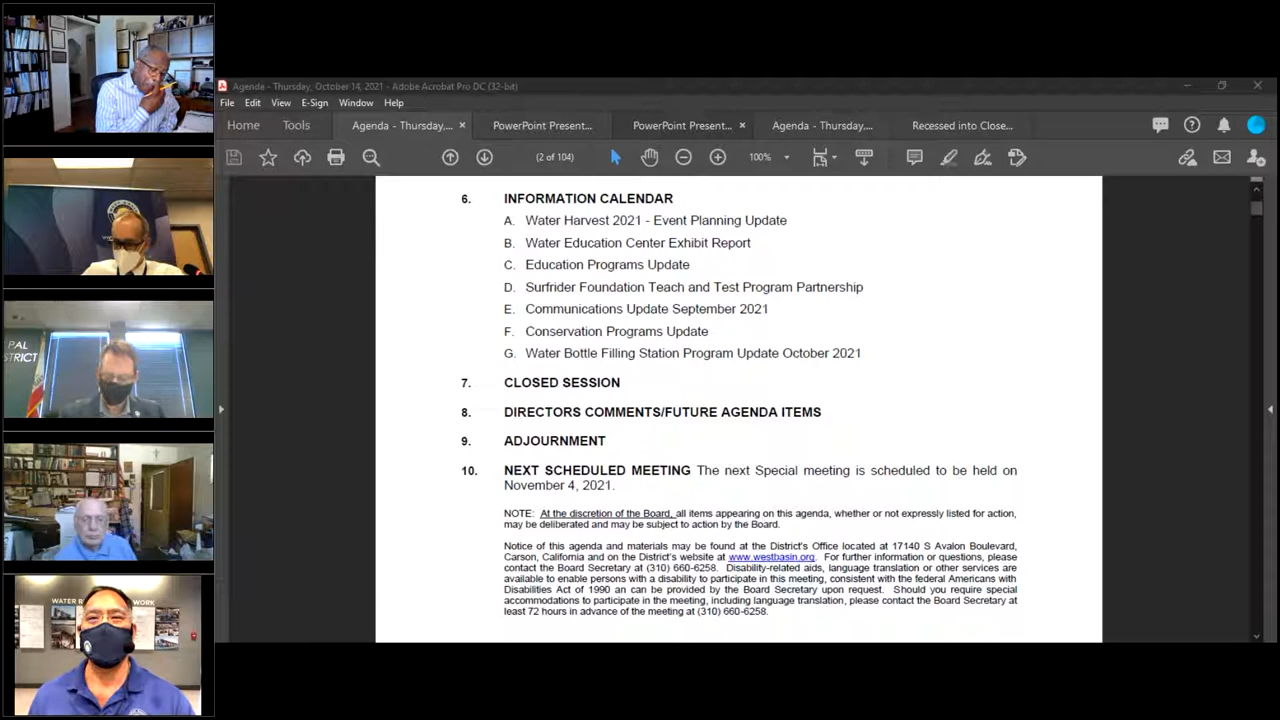 Agenda - Thursday, October 14, 2021 - Adobe Acrobat Pro DC (32-bit)
File Edit View E-Sign Window Help
Home Tools Agenda - Thursday,... PowerPoint Present... PowerPoint Present... Agenda - Thursday,... Recessed into Close...
(2 of 104) 100%
6. INFORMATION CALENDAR
A. Water Harvest 2021 - Event Planning Update
B. Water Education Center Exhibit Report
C. Education Programs Update
D. Surfrider Foundation Teach and Test Program Partnership
E. Communications Update September 2021
F. Conservation Programs Update
G. Water Bottle Filling Station Program Update October 2021
7. CLOSED SESSION
8. DIRECTORS COMMENTS/FUTURE AGENDA ITEMS
9. ADJOURNMENT
10. NEXT SCHEDULED MEETING The next Special meeting is scheduled to be held on
November 4, 2021.
NOTE: At the discretion of the Board, all items appearing on this agenda, whether or not expressly listed for action,
may be deliberated and may be subject to action by the Board.
Notice of this agenda and materials may be found at the District's Office located at 17140 S Avalon Boulevard,
Carson, California and on the District's website at www.westbasin.org. For further information or questions, please
contact the Board Secretary at (310) 660-6258. Disability-related aids, language translation or other services are
available to enable persons with a disability to participate in this meeting, consistent with the federal Americans with
Disabilities Act of 1990 an can be provided by the Board Secretary upon request. Should you require special
accommodations to participate in the meeting, including language translation, please contact the Board Secretary at
least 72 hours in advance of the meeting at (310) 660-6258.
PAL
STRICT
WATER R WORK